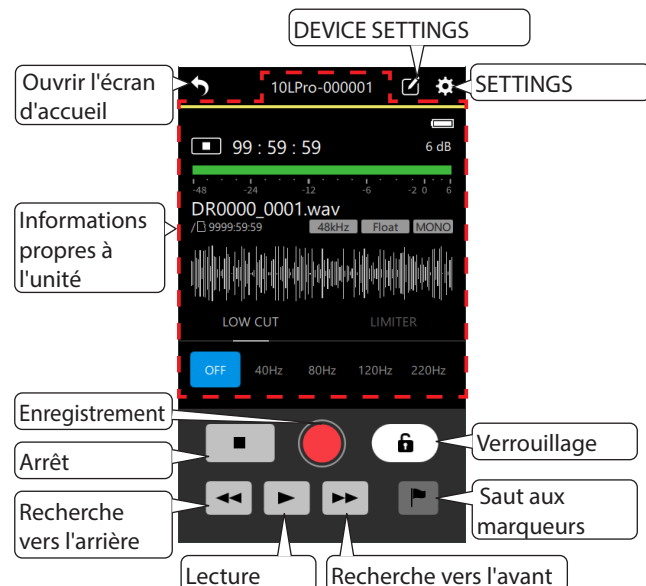 DEVICE SETTINGS
Ouvrir l'écran
d'accueil
10LPro-000001
SETTINGS
99 : 59 : 59
6 dB
-48 -24 -12 -6 -2 0 6
Informations
propres à
l'unité
DR0000_0001.wav
/ 9999:59:59 48kHz Float MONO
LOW CUT LIMITER
OFF 40Hz 80Hz 120Hz 220Hz
Enregistrement
Arrêt
Verrouillage
Recherche
vers l'arrière
Saut aux
marqueurs
Lecture
Recherche vers l'avant